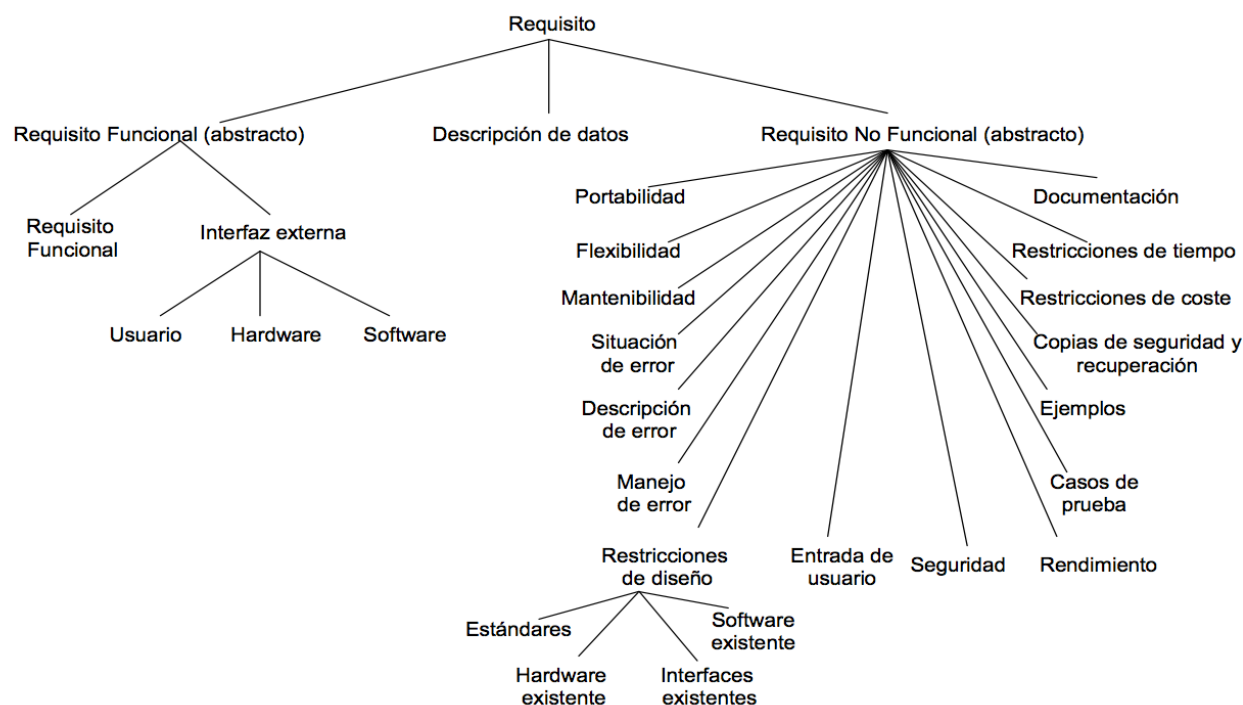 Requisito
Requisito Funcional (abstracto)
Descripción de datos
Requisito No Funcional (abstracto)
Portabilidad
Documentación
Requisito
Funcional
Interfaz externa
Flexibilidad
Restricciones de tiempo
Mantenibilidad
Restricciones de coste
Usuario
Hardware
Software
Situación
de error
Copias de seguridad y
recuperación
Descripción
de error
Ejemplos
Manejo
de error
Casos de
prueba
Restricciones
de diseño
Entrada de
usuario
Seguridad
Rendimiento
Estándares
Software
existente
Hardware
existente
Interfaces
existentes